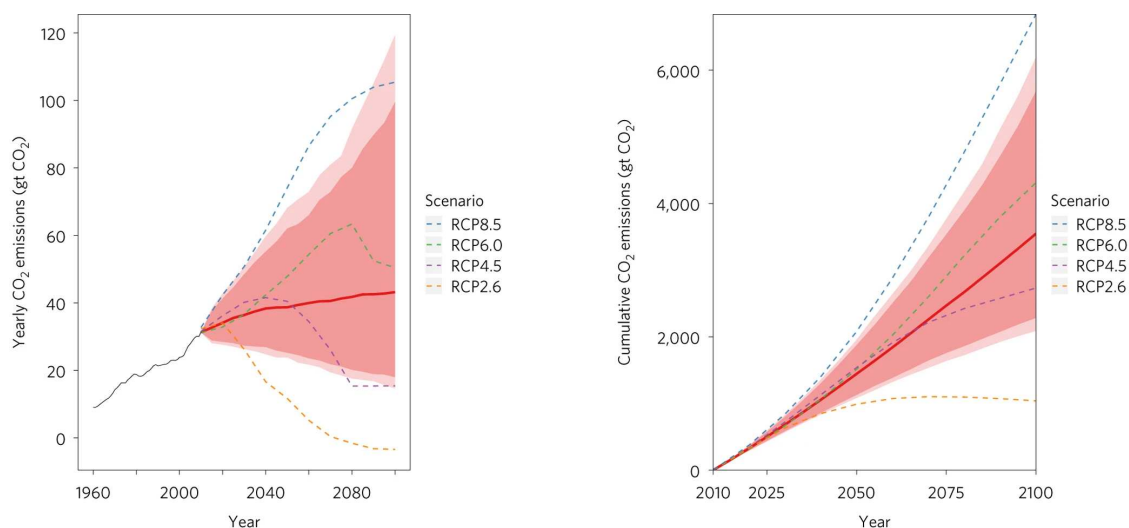 120
100
80
60
40
20
0
Yearly CO₂ emissions (gt CO₂)
1960
2000
2040
2080
Year
Scenario
RCP8.5
RCP6.0
RCP4.5
RCP2.6
6,000
4,000
2,000
0
Cumulative CO₂ emissions (gt CO₂)
2010
2025
2050
2075
2100
Year
Scenario
RCP8.5
RCP6.0
RCP4.5
RCP2.6